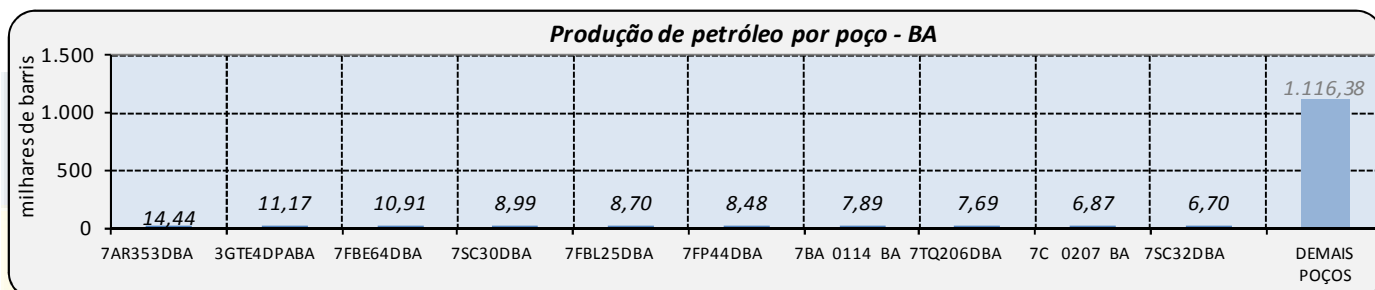 Produção de petróleo por poço - BA
milhares de barris
1.500
1.000
500
0
14,44
11,17
10,91
8,99
8,70
8,48
7,89
7,69
6,87
6,70
1.116,38
7AR353DBA
3GTE4DPABA
7FBE64DBA
7SC30DBA
7FBL25DBA
7FP44DBA
7BA 0114 BA
7TQ206DBA
7C 0207 BA
7SC32DBA
DEMAIS
POÇOS